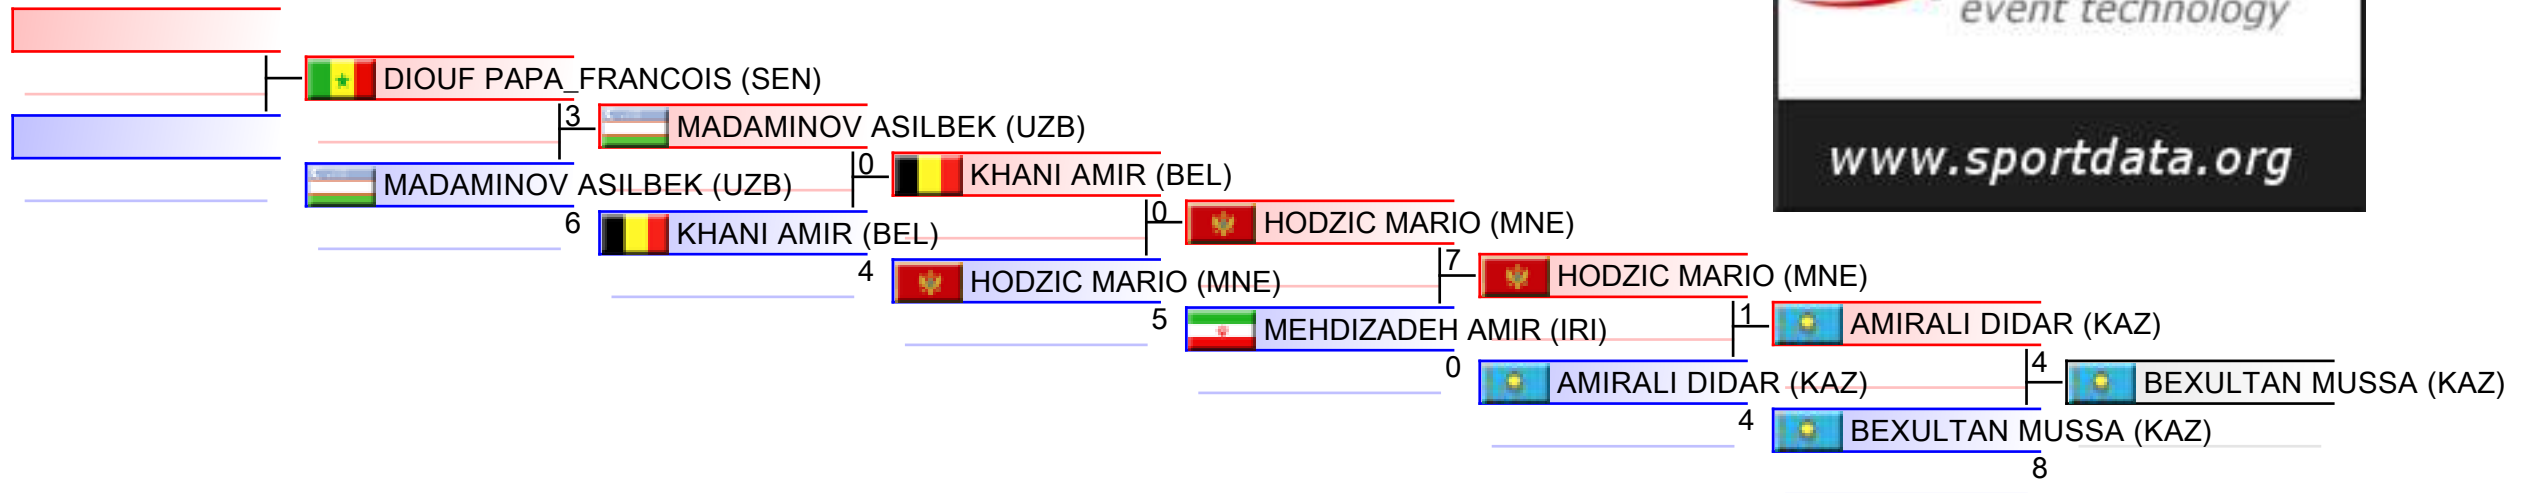 event technology
DIOUF PAPA_FRANCOIS (SEN)
3
MADAMINOV ASILBEK (UZB)
www.sportdata.org
0
KHANI AMIR (BEL)
MADAMINOV ASILBEK (UZB)
6
0
HODZIC MARIO (MNE)
KHANI AMIR (BEL)
4
7
HODZIC MARIO (MNE)
HODZIC MARIO (MNE)
5
1
AMIRALI DIDAR (KAZ)
MEHDIZADEH AMIR (IRI)
0
4
BEXULTAN MUSSA (KAZ)
AMIRALI DIDAR (KAZ)
4
BEXULTAN MUSSA (KAZ)
8